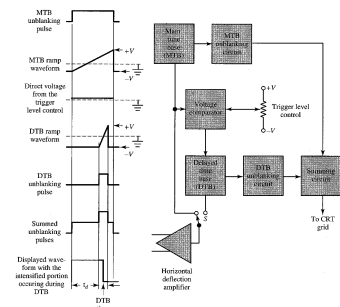 MTB
unblanking
pulse
MTB ramp
waveform
+V
−V
Direct voltage
from the
trigger
level control
DTB ramp
waveform
+V
−V
DTB
unblanking
pulse
Summed
unblanking
pulses
Displayed wave-
form with the
intensified portion
occuring during
DTB
t_d
DTB
Main
time
base
(MTB)
MTB
unblanking
circuit
Voltage
comparator
+V
Trigger level
control
−V
Delayed
time
base
(DTB)
DTB
unblanking
circuit
Summing
circuit
S
To CRT
grid
Horizontal
deflection
amplifier